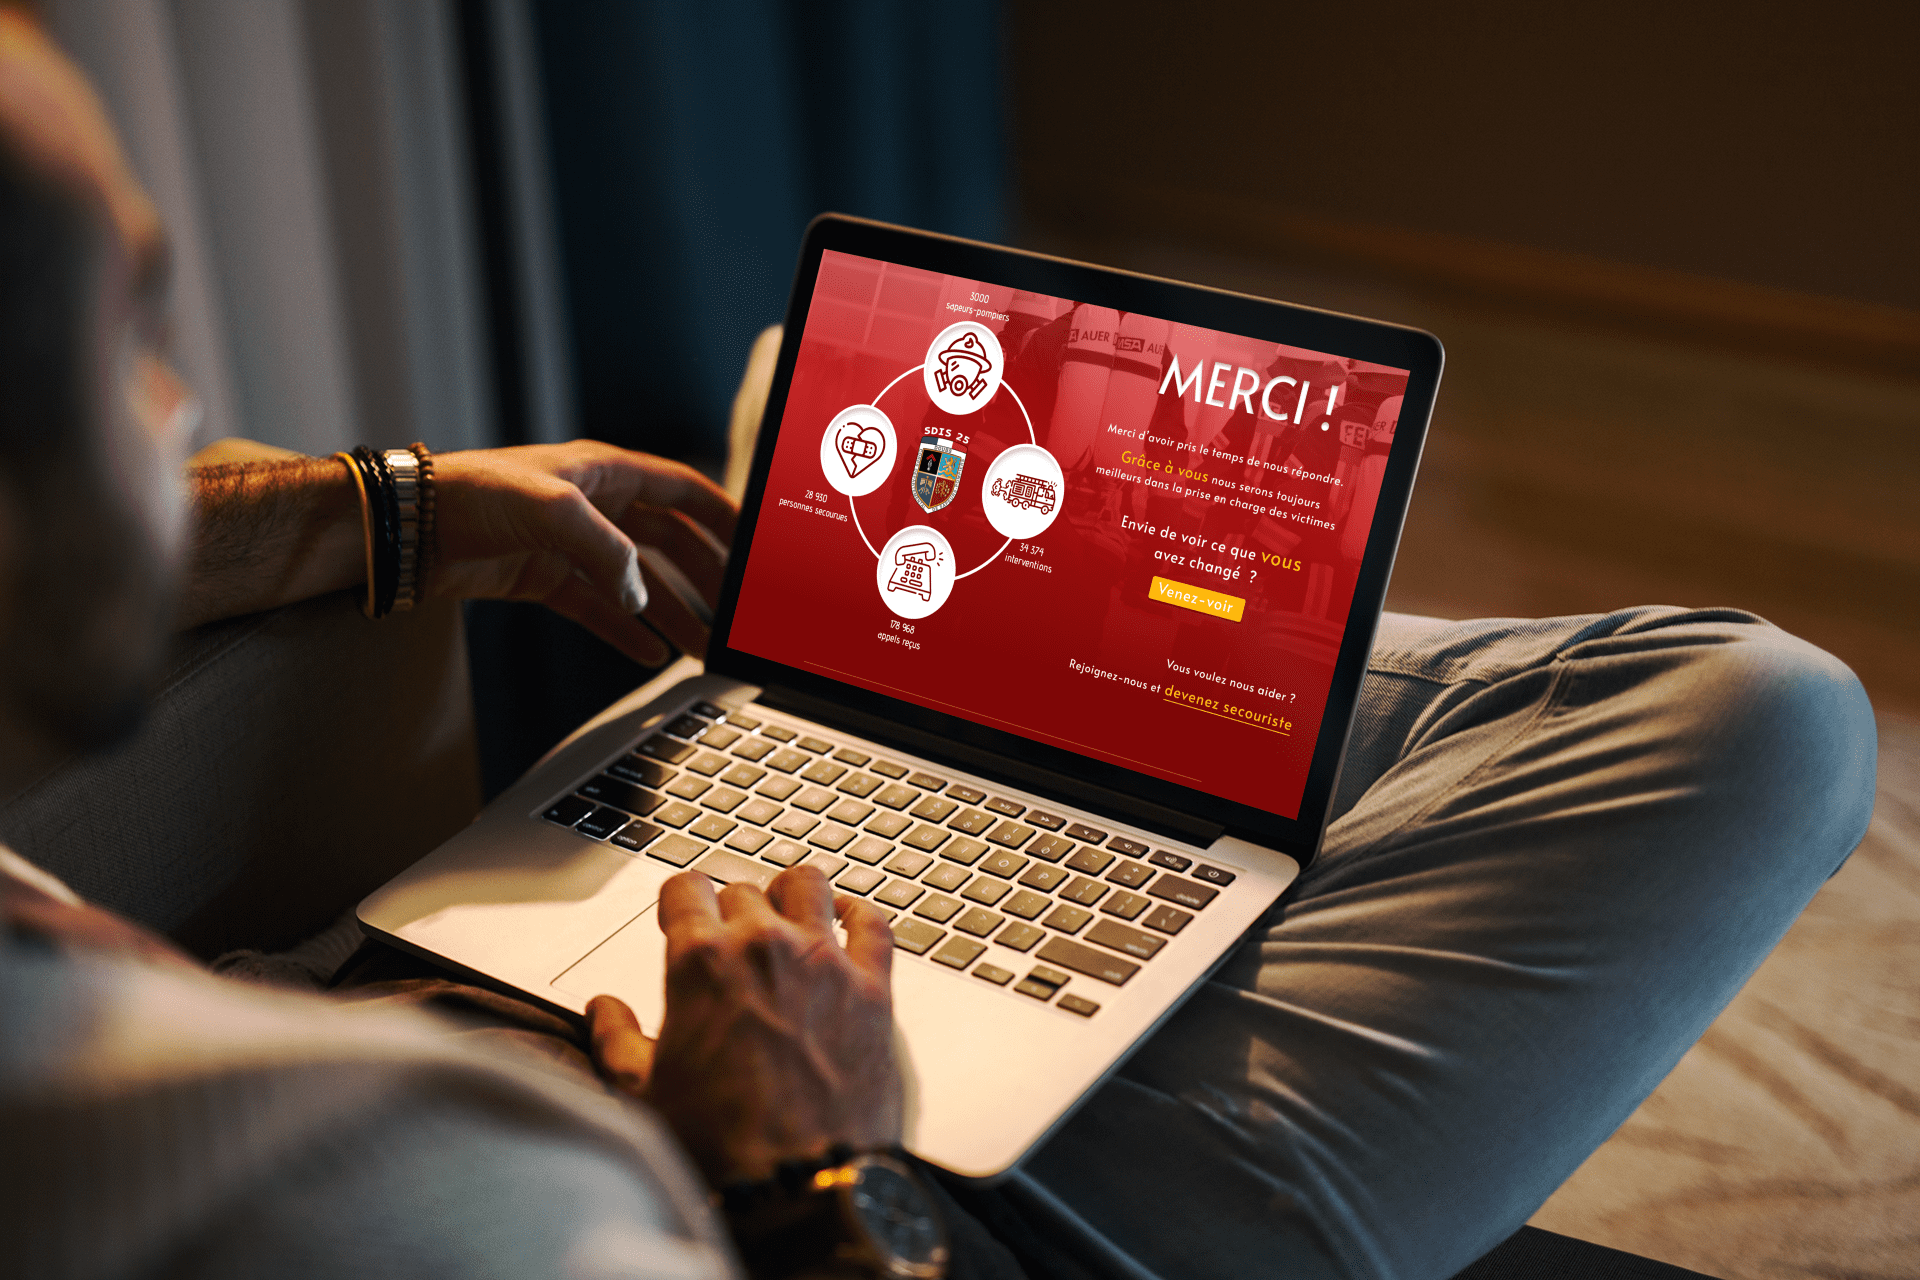 3000
sapeurs-pompiers
SDIS 25
28 930
personnes secourues
34 374
interventions
178 968
appels reçus
AUER MSA AU
MERCI !
Merci d'avoir pris le temps de nous répondre.
Grâce à vous nous serons toujours
meilleurs dans la prise en charge des victimes
Envie de voir ce que vous
avez changé ?
Venez-voir
Vous voulez nous aider ?
Rejoignez-nous et devenez secouriste